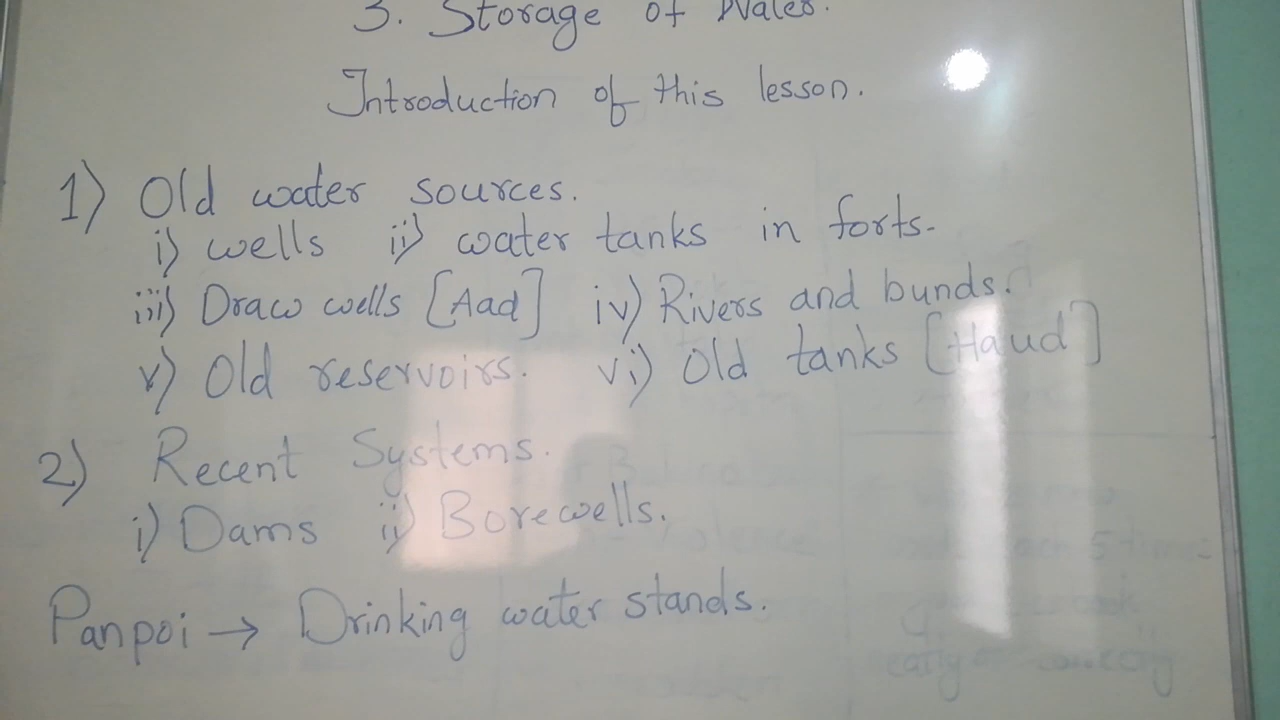 3. Storage of Water.
Introduction of this lesson.
1) Old water sources.
i) wells ii) water tanks in forts.
iii) Draw wells [Aad] iv) Rivers and bunds.
v) Old reservoirs. vi) Old tanks [Haud]
2) Recent Systems.
i) Dams ii) Borewells.
Panpoi → Drinking water stands.